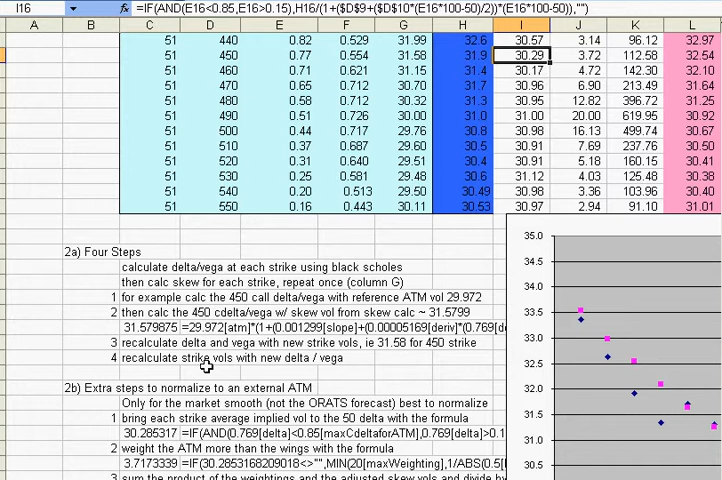 I16 =IF(AND(E16<0.85,E16>0.15),H16/(1+($D$9+($D$10*(E16*100-50)/2))*(E16*100-50)),"")
A B C D E F G H I J K L
51 440 0.82 0.529 31.99 32.6 30.57 3.14 96.12 32.97
51 450 0.77 0.554 31.58 31.9 30.29 3.72 112.58 32.54
51 460 0.71 0.621 31.15 31.4 30.17 4.72 142.30 32.10
51 470 0.65 0.712 30.70 31.7 30.96 6.90 213.49 31.64
51 480 0.58 0.712 30.32 31.3 30.95 12.82 396.72 31.25
51 490 0.51 0.726 30.00 31.0 31.00 20.00 619.95 30.92
51 500 0.44 0.717 29.76 30.8 30.98 16.13 499.74 30.67
51 510 0.37 0.687 29.60 30.5 30.91 7.69 237.76 30.50
51 520 0.31 0.640 29.51 30.4 30.91 5.18 160.15 30.41
51 530 0.25 0.581 29.48 30.6 31.12 4.03 125.48 30.38
51 540 0.20 0.513 29.50 30.49 30.98 3.36 103.96 30.40
51 550 0.16 0.443 30.11 30.53 30.97 2.94 91.10 31.01
2a) Four Steps
calculate delta/vega at each strike using black scholes
then calc skew for each strike, repeat once (column G)
1 for example calc the 450 call delta/vega with reference ATM vol 29.972
2 then calc the 450 cdelta/vega w/ skew vol from skew calc ~ 31.5799
31.579875 =29.972[atm]*(1+(0.001299[slope]+(0.00005169[deriv]*(0.769[de
3 recalculate delta and vega with new strike vols, ie 31.58 for 450 strike
4 recalculate strike vols with new delta / vega
2b) Extra steps to normalize to an external ATM
Only for the market smooth (not the ORATS forecast) best to normalize
1 bring each strike average implied vol to the 50 delta with the formula
30.285317 =IF(AND(0.769[delta]<0.85[maxCdeltaforATM],0.769[delta]>0.1
2 weight the ATM more than the wings with the formula
3.7173339 =IF(30.2853168209018<>"",MIN(20[maxWeighting],1/ABS(0.5[
3 sum the product of the weightings and the adjusted skew vols and divide by
35.0
34.5
34.0
33.5
33.0
32.5
32.0
31.5
31.0
30.5